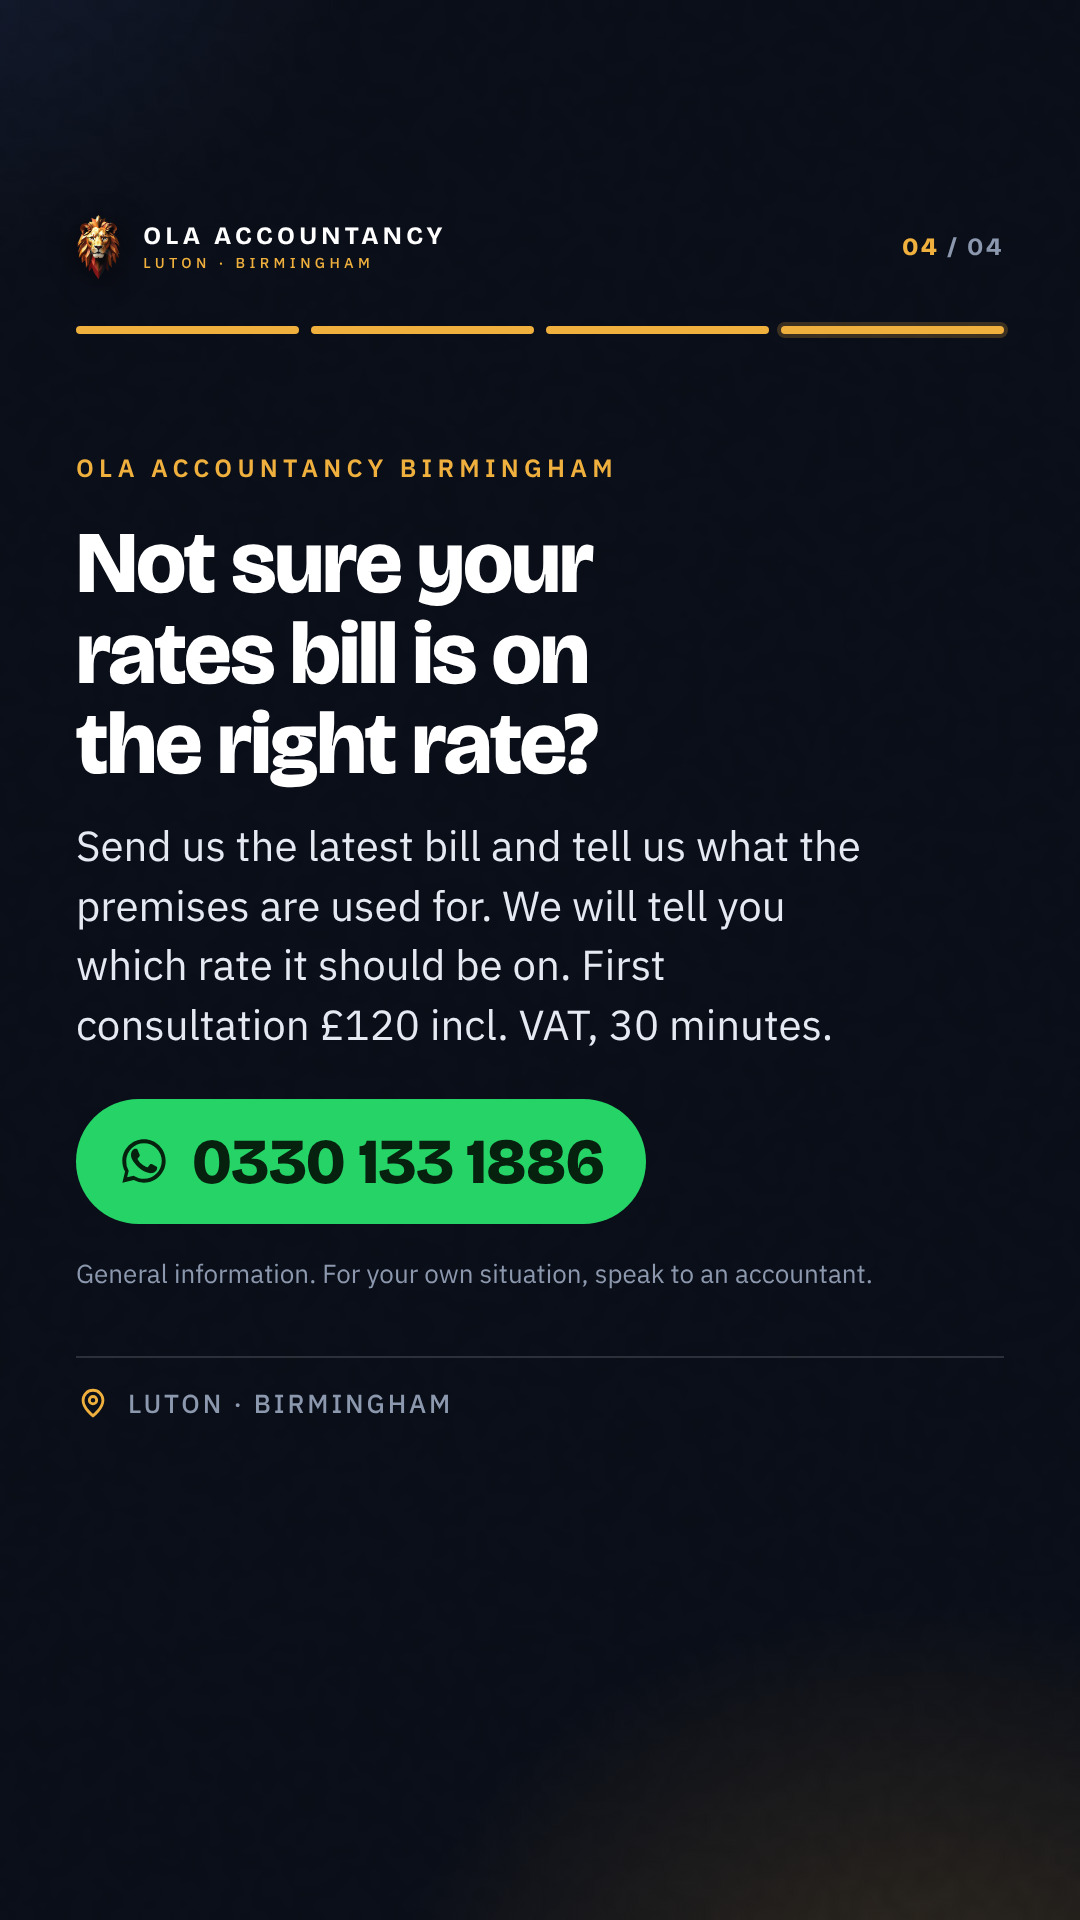 OLA ACCOUNTANCY
LUTON · BIRMINGHAM
04 / 04
OLA ACCOUNTANCY BIRMINGHAM
Not sure your
rates bill is on
the right rate?
Send us the latest bill and tell us what the
premises are used for. We will tell you
which rate it should be on. First
consultation £120 incl. VAT, 30 minutes.
0330 133 1886
General information. For your own situation, speak to an accountant.
LUTON · BIRMINGHAM